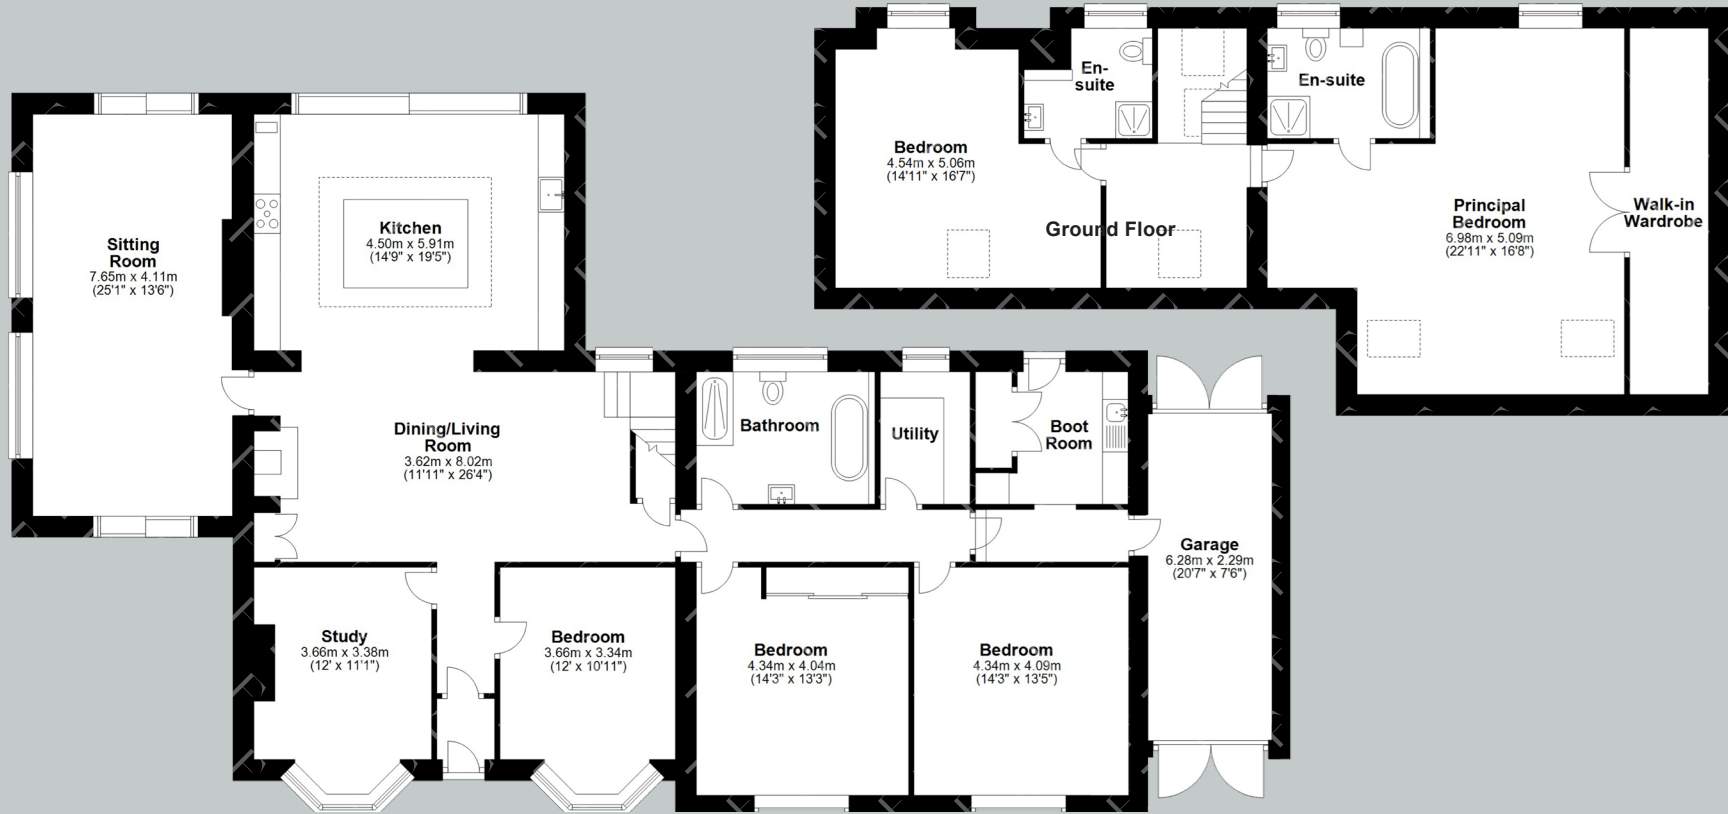 En-
suite
En-suite
Bedroom
4.54m x 5.06m
(14'11" x 16'7")
Principal
Bedroom
6.98m x 5.09m
(22'11" x 16'8")
Walk-in
Wardrobe
Ground Floor
Sitting
Room
7.65m x 4.11m
(25'1" x 13'6")
Kitchen
4.50m x 5.91m
(14'9" x 19'5")
Dining/Living
Room
3.62m x 8.02m
(11'11" x 26'4")
Bathroom
Utility
Boot
Room
Garage
6.28m x 2.29m
(20'7" x 7'6")
Study
3.66m x 3.38m
(12' x 11'1")
Bedroom
3.66m x 3.34m
(12' x 10'11")
Bedroom
4.34m x 4.04m
(14'3" x 13'3")
Bedroom
4.34m x 4.09m
(14'3" x 13'5")